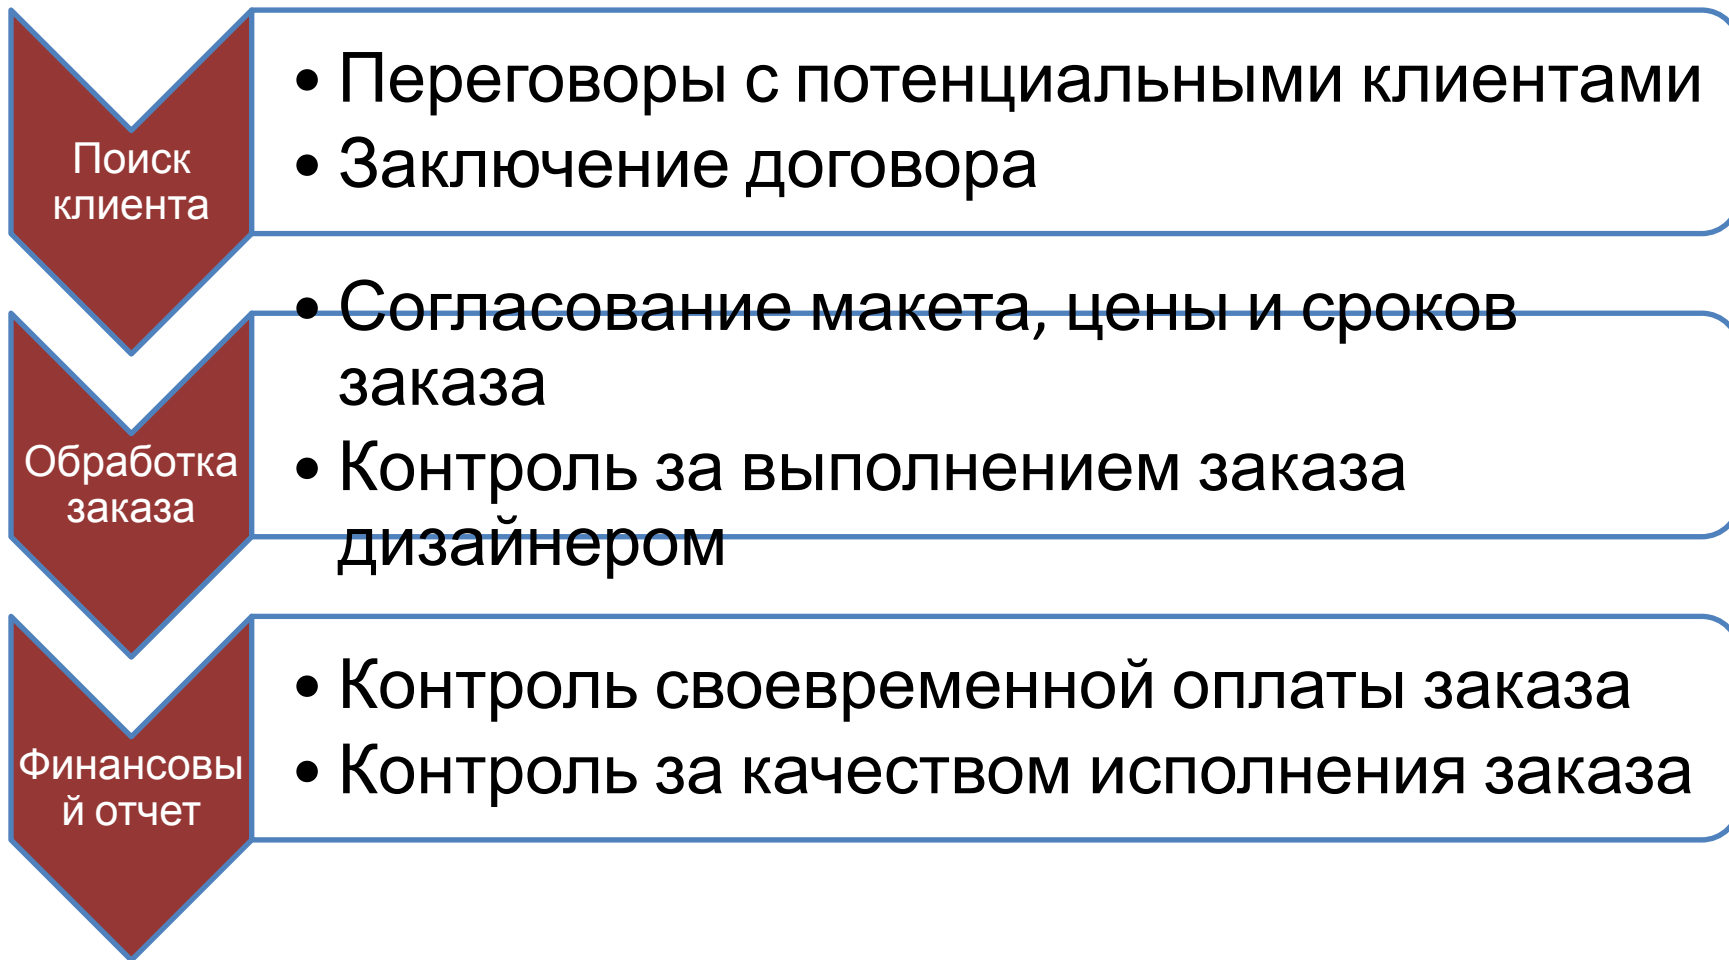 Поиск
клиента
• Переговоры с потенциальными клиентами
• Заключение договора
Обработка
заказа
• Согласование макета, цены и сроков
заказа
• Контроль за выполнением заказа
дизайнером
Финансовы
й отчет
• Контроль своевременной оплаты заказа
• Контроль за качеством исполнения заказа